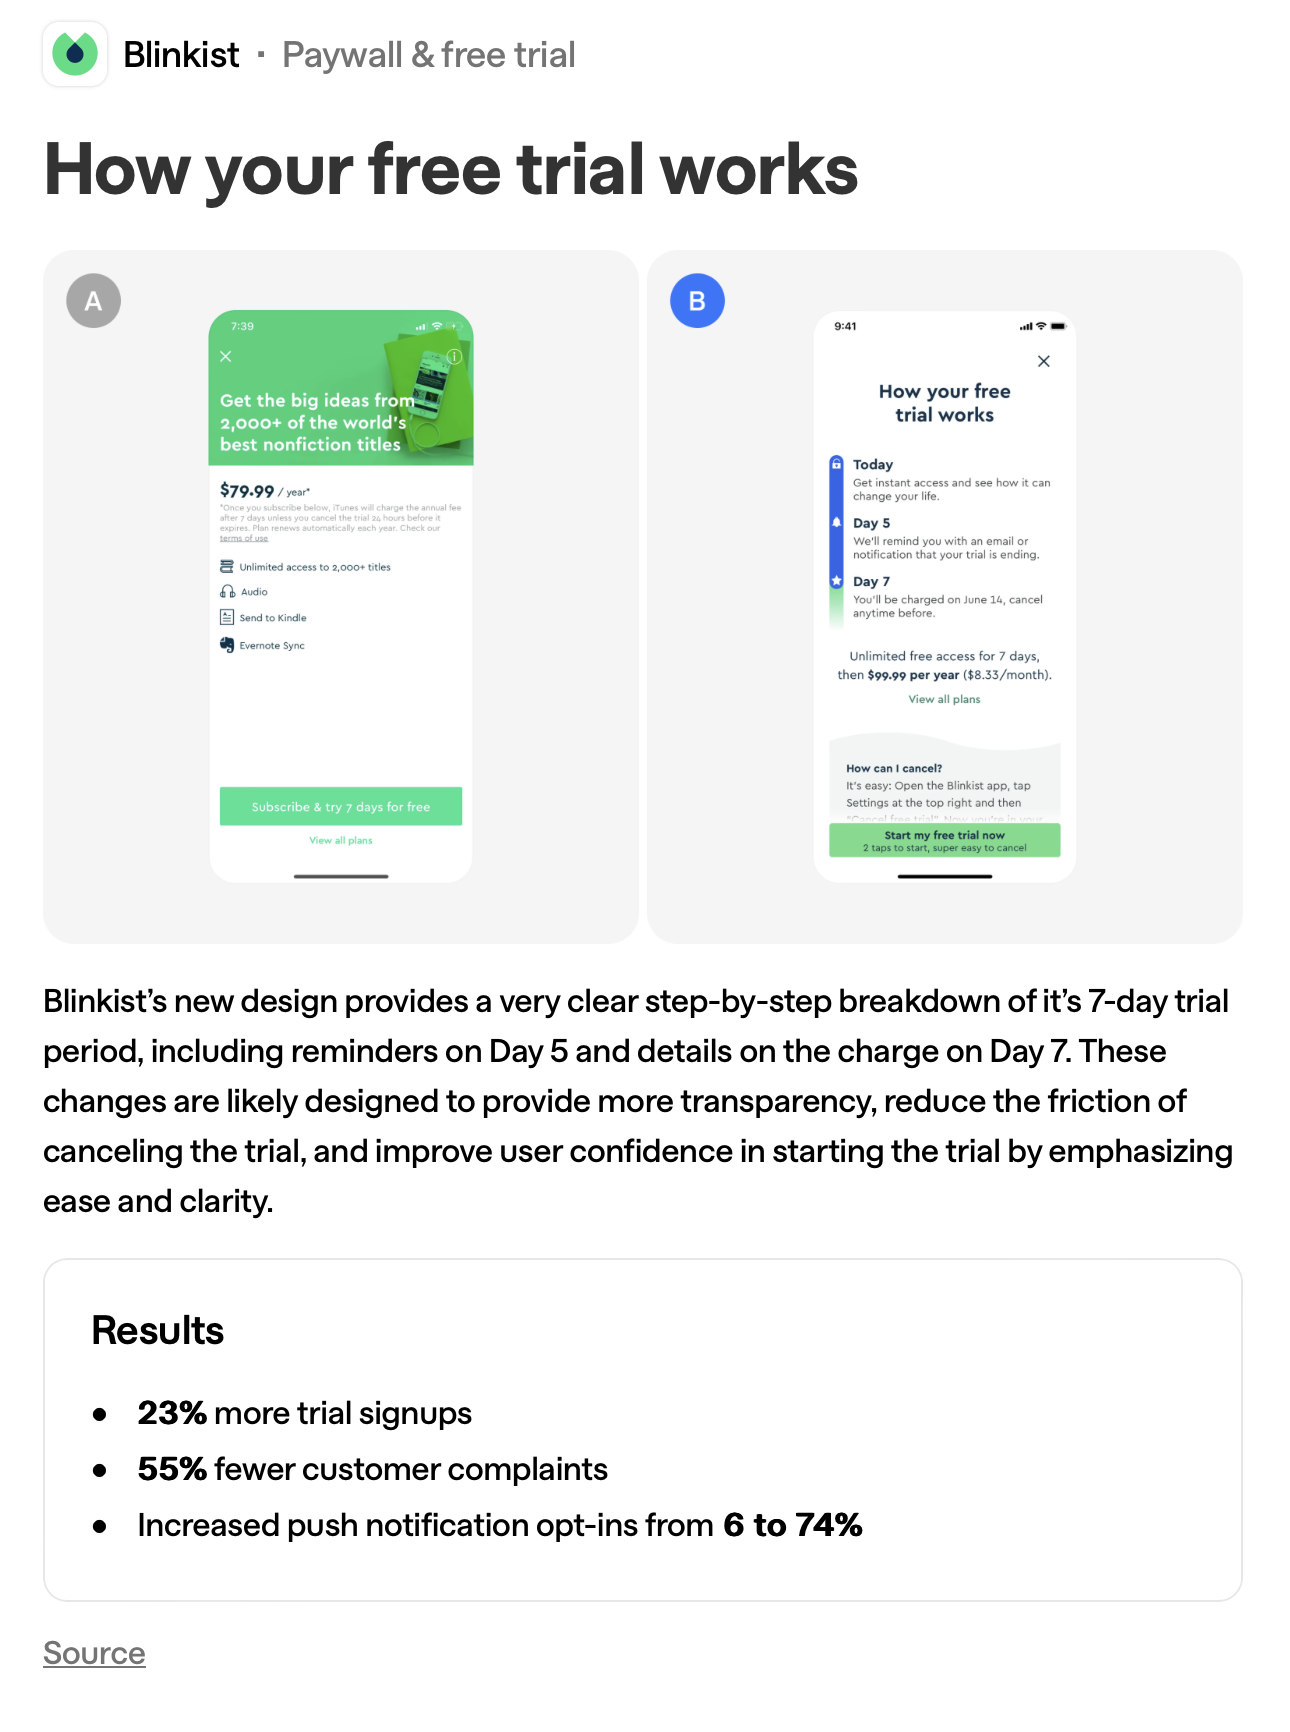 Blinkist · Paywall & free trial
How your free trial works
A
7:39
Get the big ideas from
2,000+ of the world's
best nonfiction titles
$79.99 / year*
*Once you subscribe below, iTunes will charge the annual fee
after 7 days unless you cancel the trial 24 hours before it
expires. Plan renews automatically each year. Check our
terms of use
Unlimited access to 2,000+ titles
Audio
Send to Kindle
Evernote Sync
Subscribe & try 7 days for free
View all plans
B
9:41
How your free
trial works
Today
Get instant access and see how it can
change your life.
Day 5
We'll remind you with an email or
notification that your trial is ending.
Day 7
You'll be charged on June 14, cancel
anytime before.
Unlimited free access for 7 days,
then $99.99 per year ($8.33/month).
View all plans
How can I cancel?
It's easy: Open the Blinkist app, tap
Settings at the top right and then
"Cancel free trial". Now you're in your
Start my free trial now
2 taps to start, super easy to cancel
Blinkist’s new design provides a very clear step-by-step breakdown of it’s 7-day trial
period, including reminders on Day 5 and details on the charge on Day 7. These
changes are likely designed to provide more transparency, reduce the friction of
canceling the trial, and improve user confidence in starting the trial by emphasizing
ease and clarity.
Results
• 23% more trial signups
• 55% fewer customer complaints
• Increased push notification opt-ins from 6 to 74%
Source